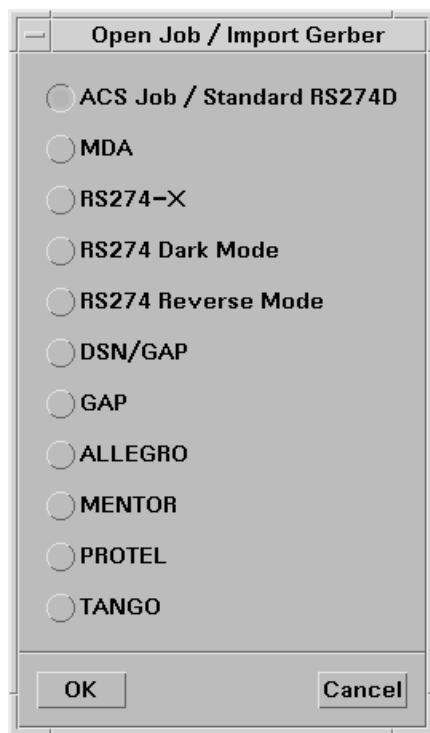 Open Job / Import Gerber
ACS Job / Standard RS274D
MDA
RS274-X
RS274 Dark Mode
RS274 Reverse Mode
DSN/GAP
GAP
ALLEGRO
MENTOR
PROTEL
TANGO
OK Cancel